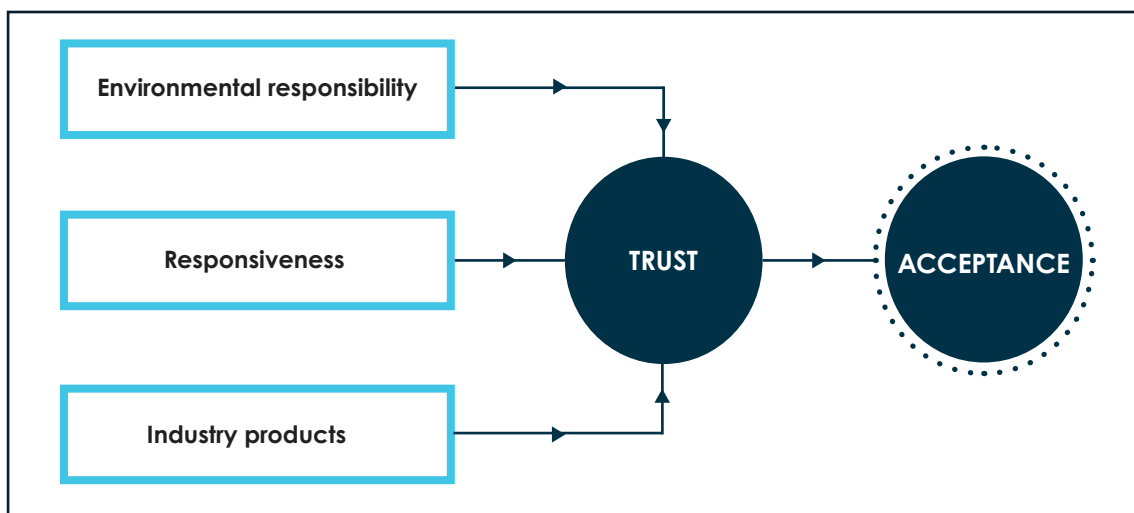 Environmental responsibility
Responsiveness
TRUST
ACCEPTANCE
Industry products